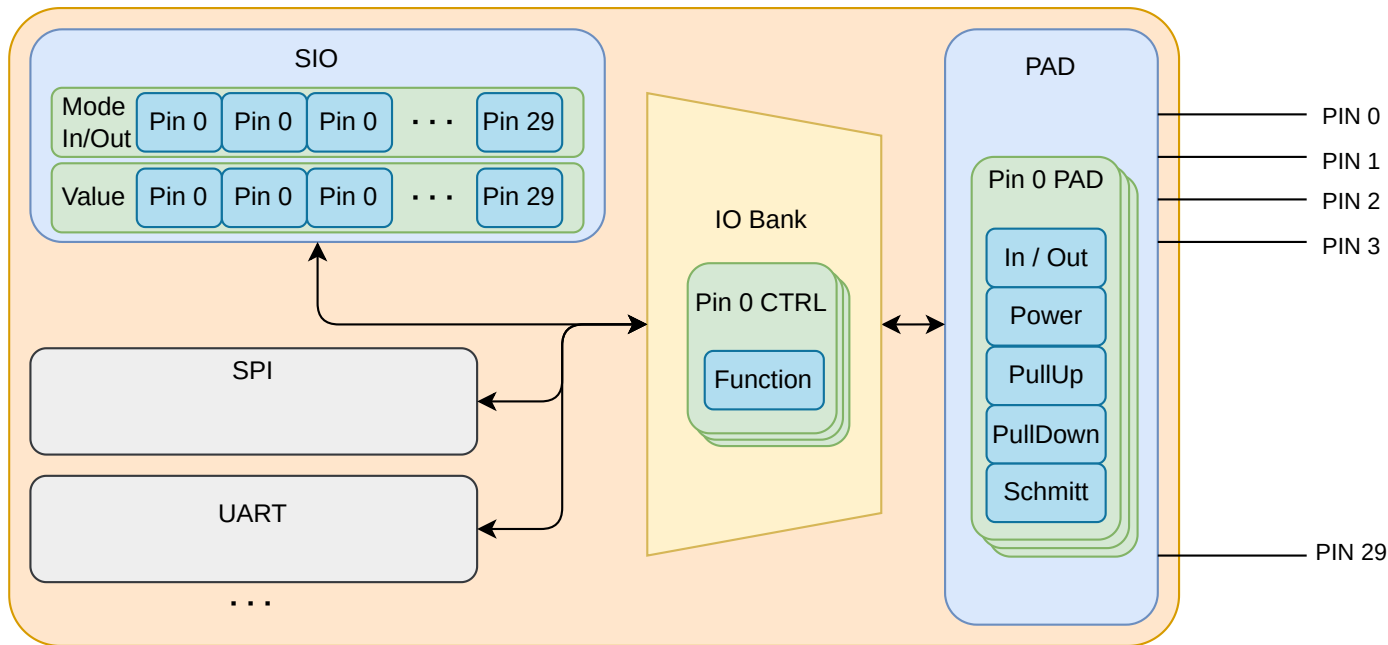 SIO
Mode
In/Out
Pin 0 Pin 0 Pin 0 · · · Pin 29
Value Pin 0 Pin 0 Pin 0 · · · Pin 29
SPI
UART
· · ·
IO Bank
Pin 0 CTRL
Function
PAD
Pin 0 PAD
In / Out
Power
PullUp
PullDown
Schmitt
PIN 0
PIN 1
PIN 2
PIN 3
PIN 29